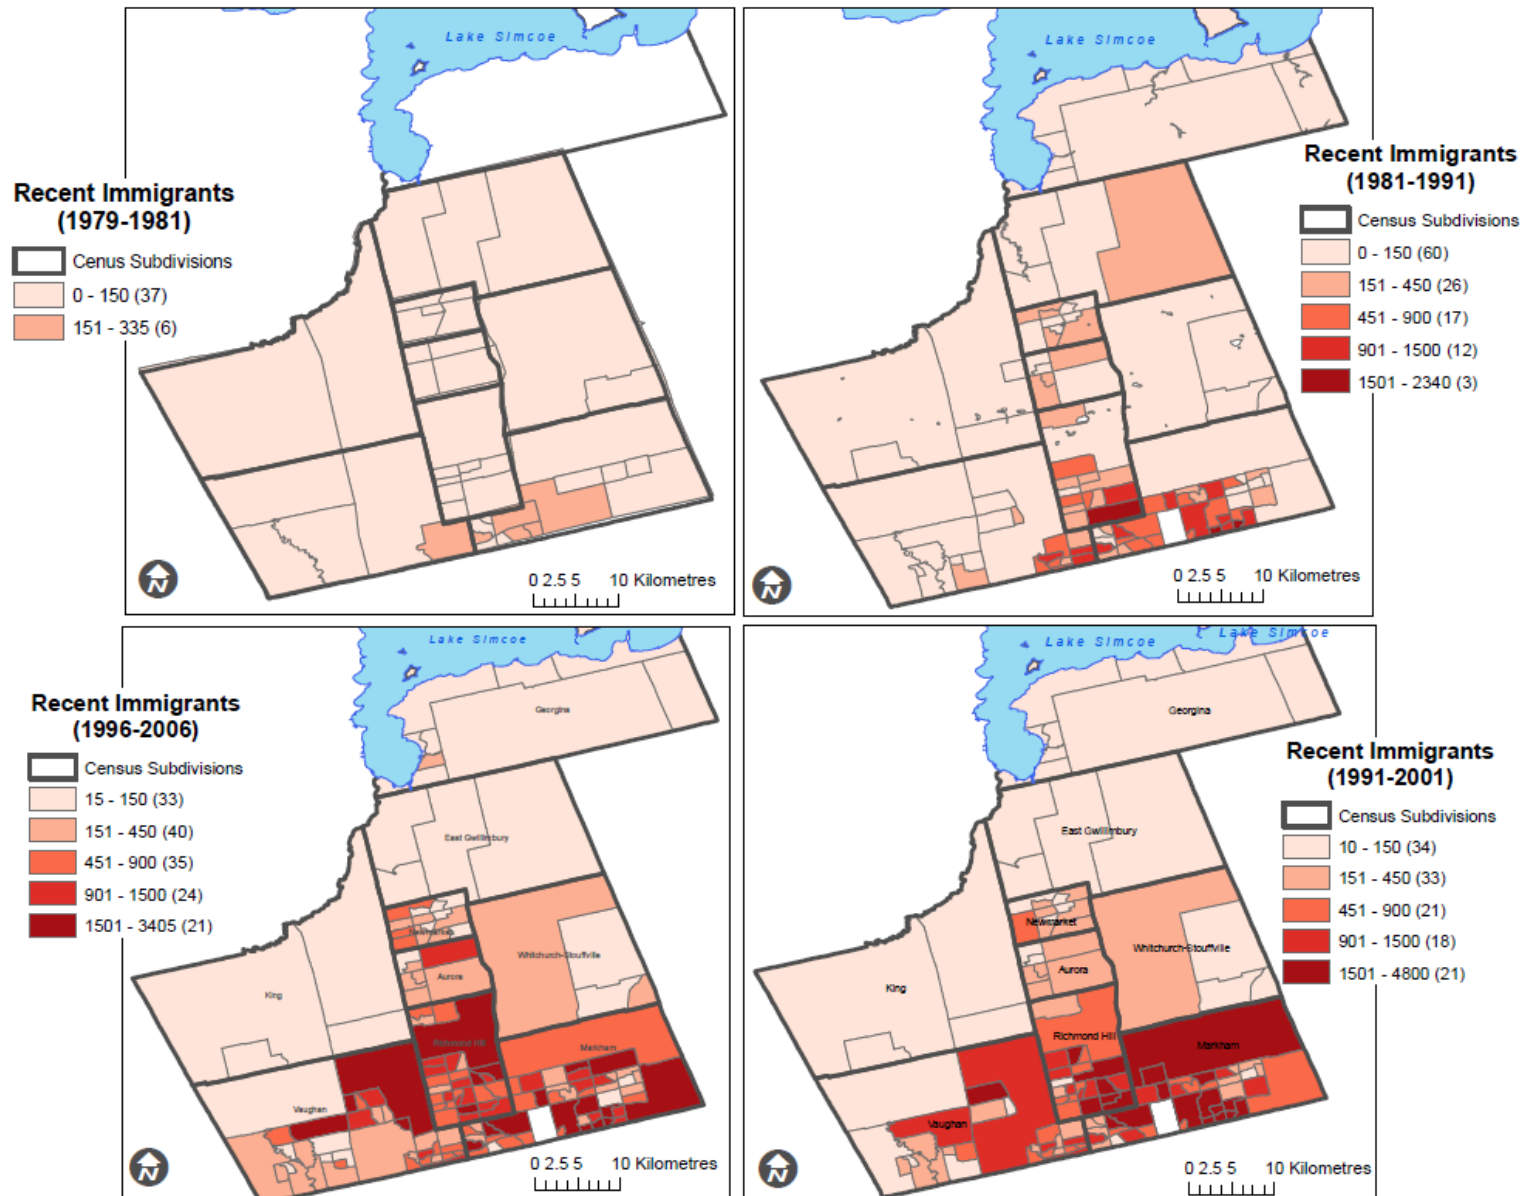 Lake Simcoe
Recent Immigrants
(1979-1981)
Cenus Subdivisions
0 - 150 (37)
151 - 335 (6)
N
0 2.5 5 10 Kilometres
Lake Simcoe
Recent Immigrants
(1981-1991)
Census Subdivisions
0 - 150 (60)
151 - 450 (26)
451 - 900 (17)
901 - 1500 (12)
1501 - 2340 (3)
N
0 2.5 5 10 Kilometres
Lake Simcoe
Recent Immigrants
(1996-2006)
Census Subdivisions
15 - 150 (33)
151 - 450 (40)
451 - 900 (35)
901 - 1500 (24)
1501 - 3405 (21)
Georgina
East Gwillimbury
Newmarket
Whitchurch-Stouffville
Aurora
King
Richmond Hill
Markham
Vaughan
N
0 2.5 5 10 Kilometres
Lake Simcoe
Lake Simcoe
Recent Immigrants
(1991-2001)
Census Subdivisions
10 - 150 (34)
151 - 450 (33)
451 - 900 (21)
901 - 1500 (18)
1501 - 4800 (21)
Georgina
East Gwillimbury
Newmarket
Whitchurch-Stouffville
Aurora
King
Richmond Hill
Markham
Vaughan
N
0 2.5 5 10 Kilometres